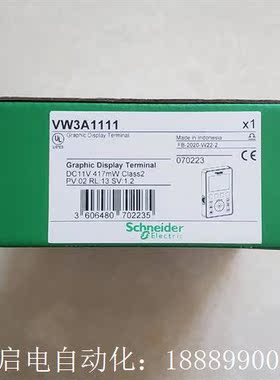 VW3A1111
x1
UL
Graphic Display Terminal
Made in Indonesia
FB-2020-W22-2
070223
Graphic Display Terminal
DC11V 417mW Class2
PV:02 RL:13 SV:1.2
3 606480 702235
Schneider
Electric
启电自动化：18889900